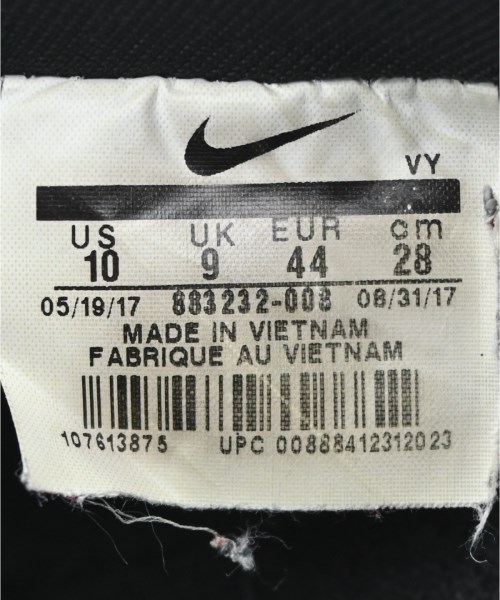 VY
US UK EUR cm
10 9 44 28
05/19/17 883232-008 08/31/17
MADE IN VIETNAM
FABRIQUE AU VIETNAM
107613875 UPC 00888412312023